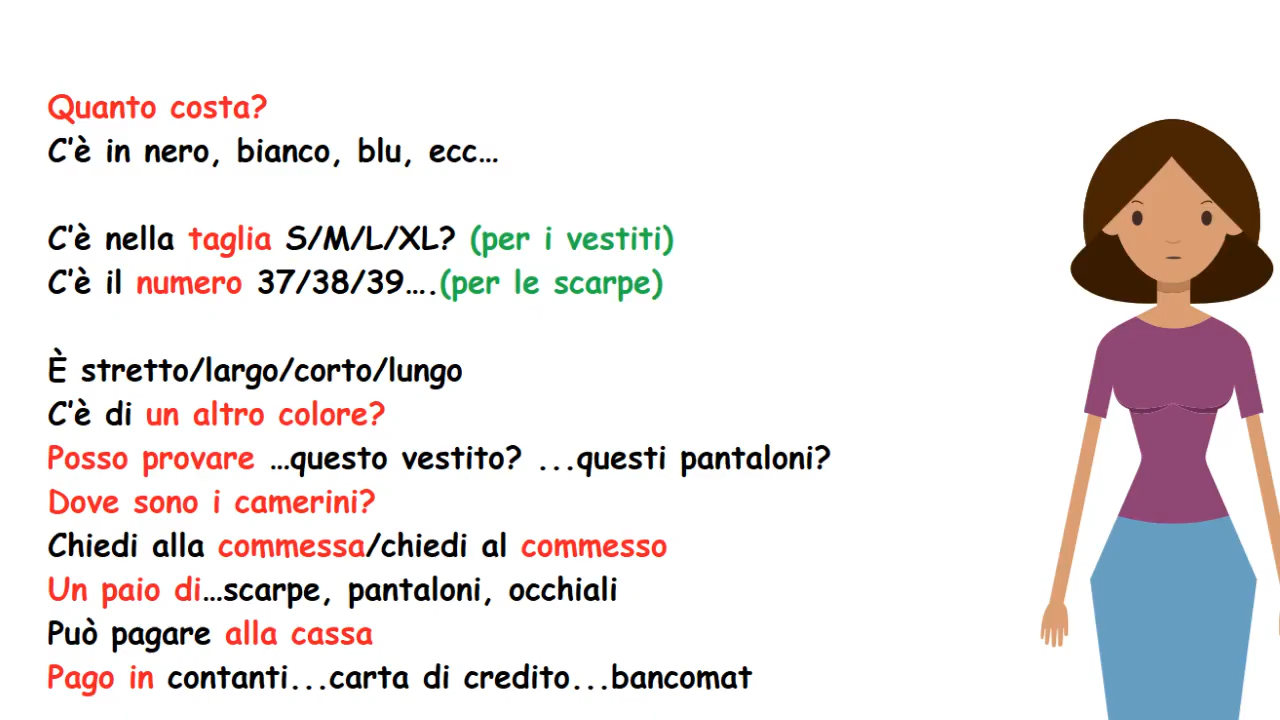 Quanto costa?
C'è in nero, bianco, blu, ecc…
C'è nella taglia S/M/L/XL? (per i vestiti)
C'è il numero 37/38/39….(per le scarpe)
È stretto/largo/corto/lungo
C'è di un altro colore?
Posso provare …questo vestito? ...questi pantaloni?
Dove sono i camerini?
Chiedi alla commessa/chiedi al commesso
Un paio di…scarpe, pantaloni, occhiali
Può pagare alla cassa
Pago in contanti...carta di credito...bancomat